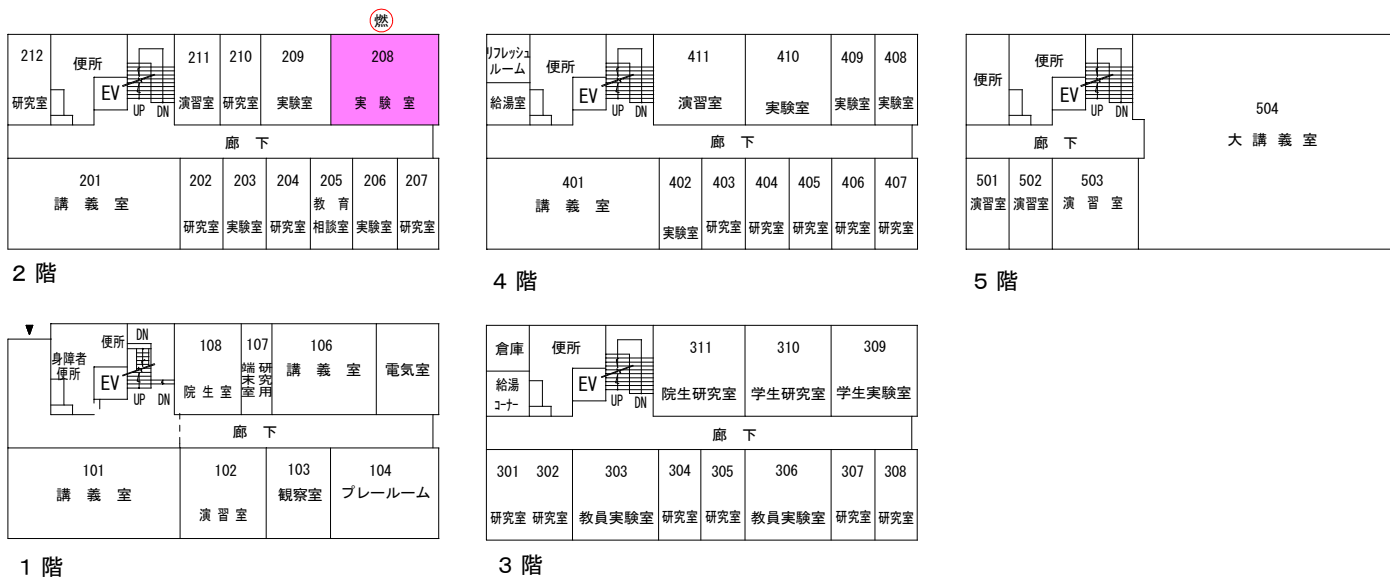 燃
212
便所
211
210
209
208
EV
研究室
演習室
研究室
実験室
実験室
UP
DN
廊下
201
202
203
204
205
206
207
講義室
教育
研究室
実験室
研究室
相談室
実験室
研究室
2階
リフレッシュ
ルーム
便所
411
410
409
408
給湯室
EV
演習室
実験室
実験室
実験室
UP
DN
廊下
401
402
403
404
405
406
407
講義室
実験室
研究室
研究室
研究室
研究室
研究室
4階
便所
便所
EV
UP
DN
504
大講義室
廊下
501
502
503
演習室
演習室
演習室
5階
▼
身障者
便所
便所
DN
108
107
106
EV
院生室
研究用
端末室
講義室
電気室
UP
DN
廊下
101
102
103
104
講義室
演習室
観察室
プレールーム
1階
倉庫
便所
311
310
309
給湯
コーナー
EV
院生研究室
学生研究室
学生実験室
UP
DN
廊下
301
302
303
304
305
306
307
308
研究室
研究室
教員実験室
研究室
研究室
教員実験室
研究室
研究室
3階